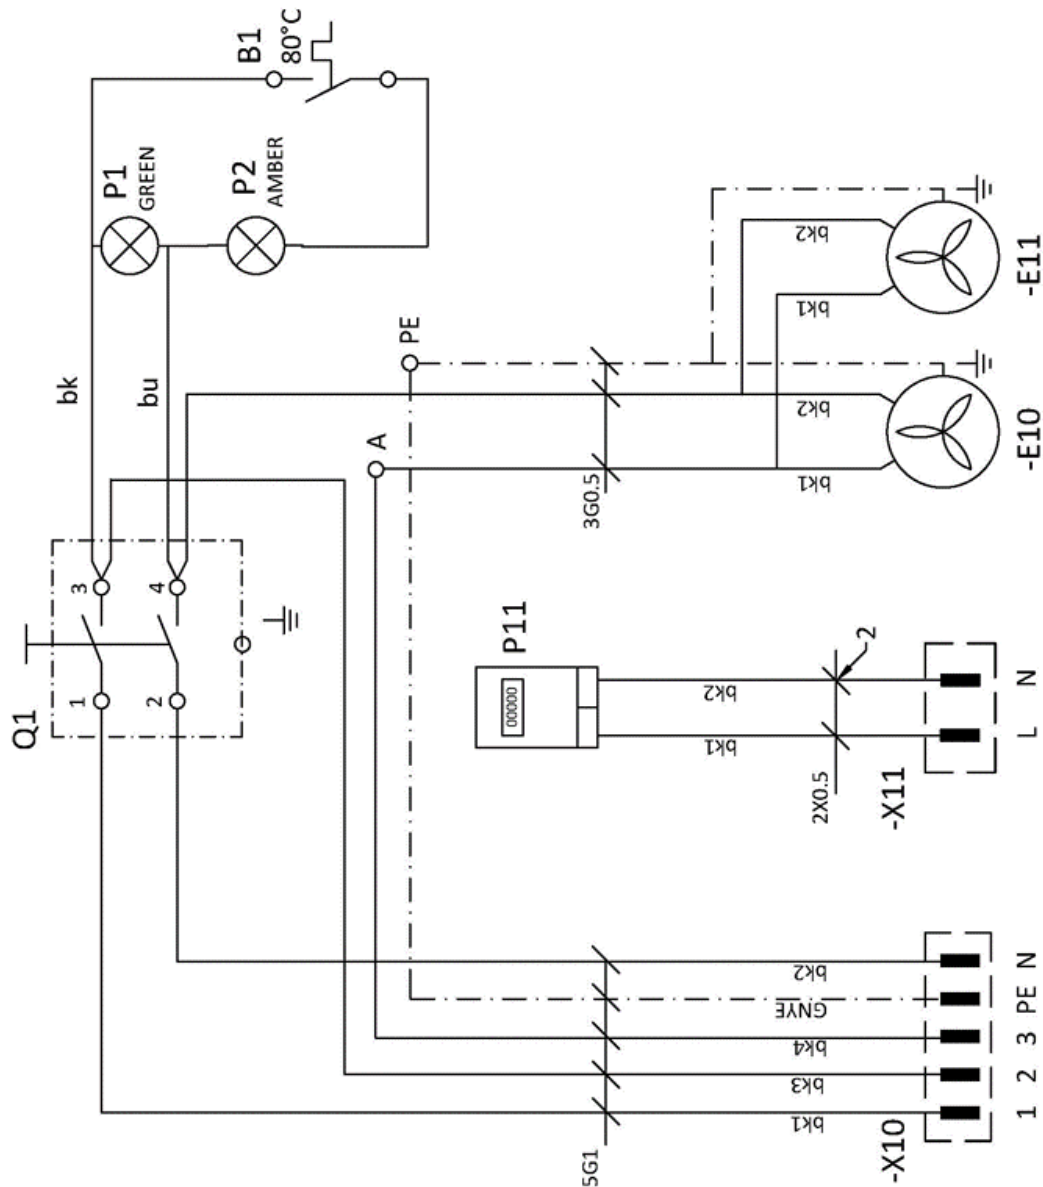 Q1
1
3
2
4
bk
bu
P1
GREEN
P2
AMBER
B1
80°C
A
PE
P11
00000
bk1
bk2
2X0.5
2
-X11
L
N
3G0.5
bk1
bk2
bk1
bk2
-E10
-E11
5G1
bk1
bk3
bk4
GNYE
bk2
-X10
1
2
3
PE
N